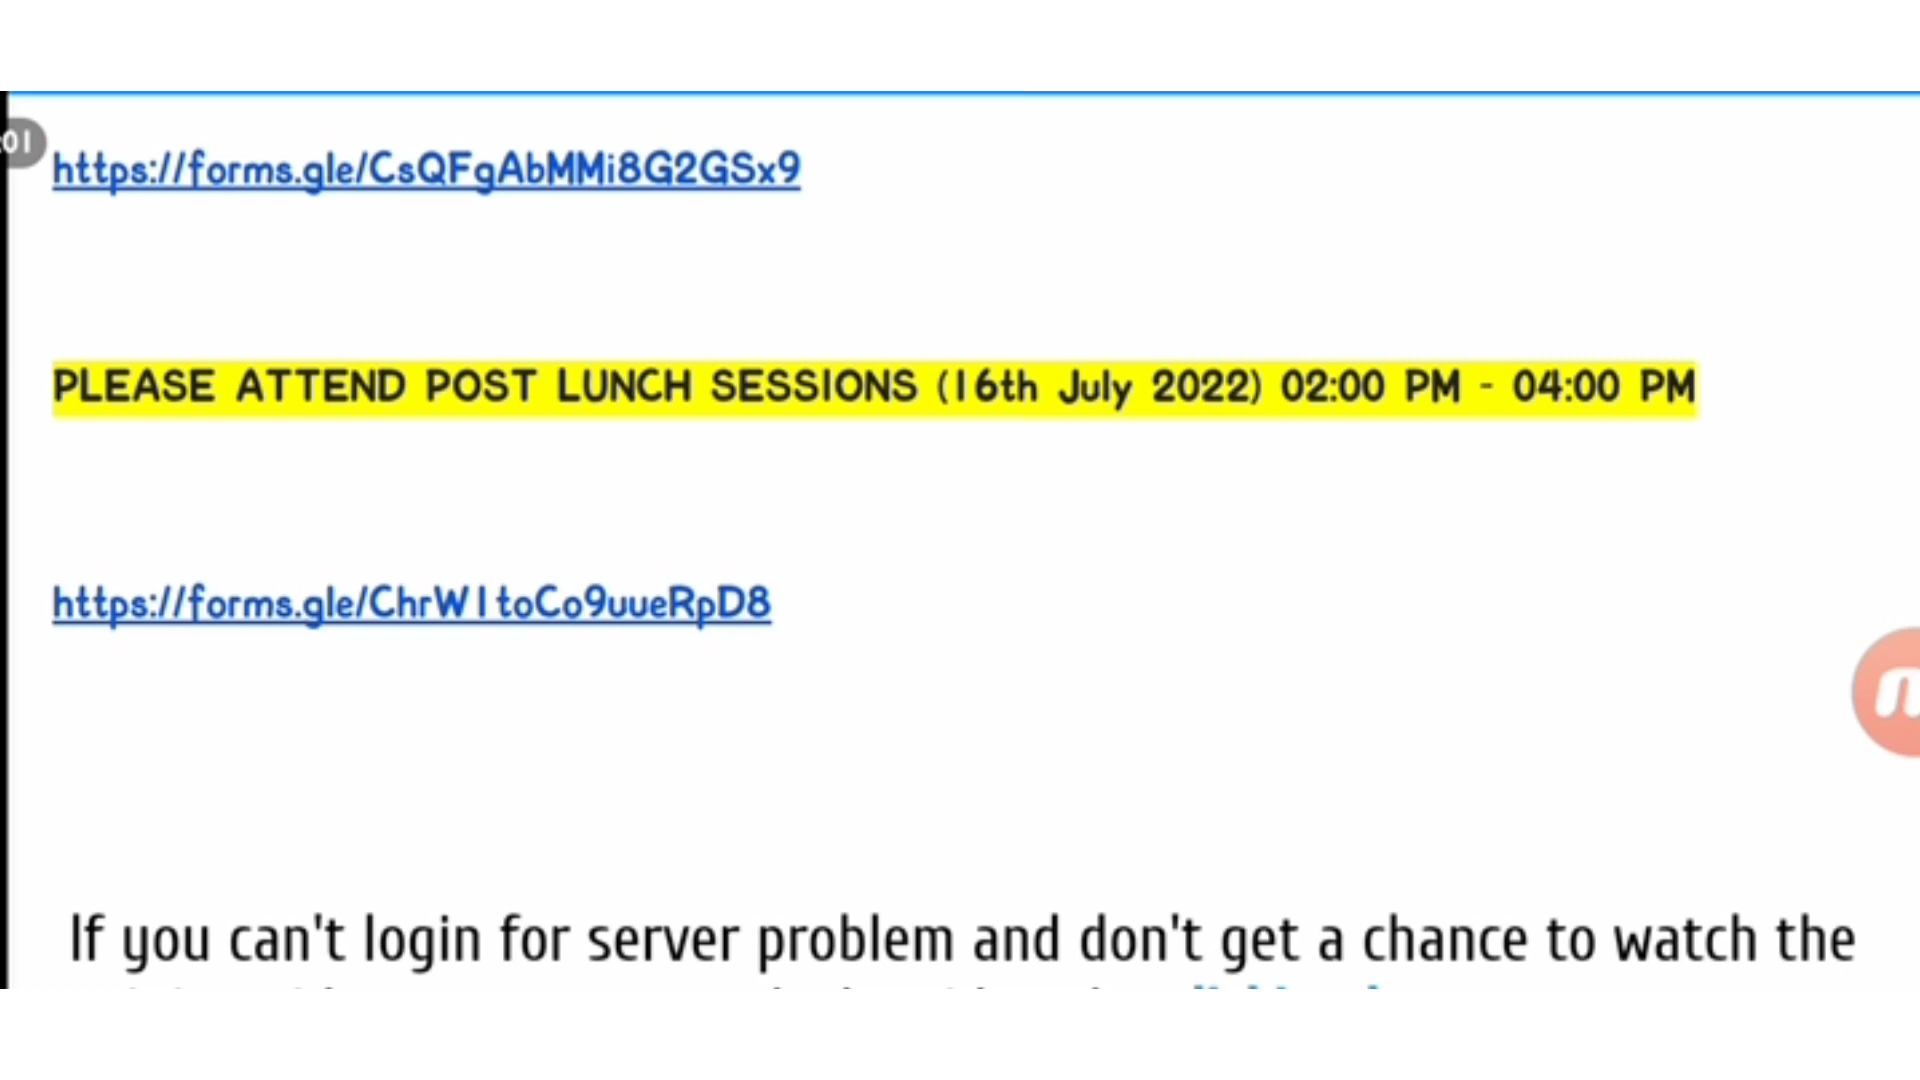 :01
https://forms.gle/CsQFgAbMMi8G2GSx9
PLEASE ATTEND POST LUNCH SESSIONS (16th July 2022) 02:00 PM - 04:00 PM
https://forms.gle/ChrW1toCo9uueRpD8
If you can't login for server problem and don't get a chance to watch the